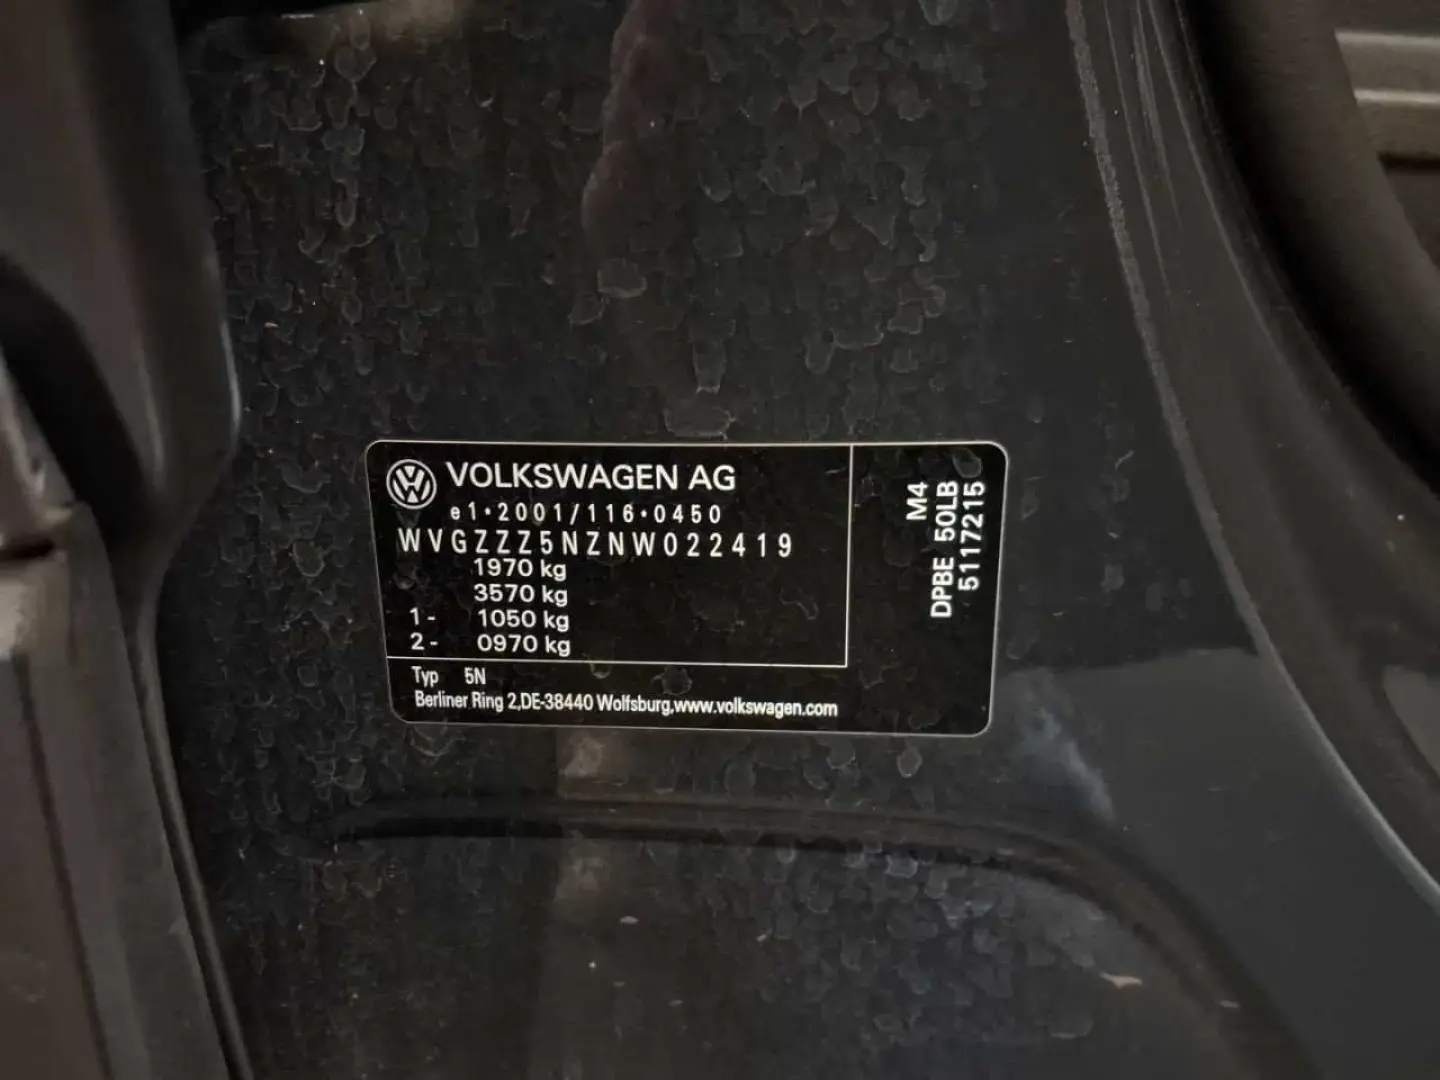 VOLKSWAGEN AG
e1*2001/116*0450
WVGZZZ5NZNW022419
1970 kg
3570 kg
1- 1050 kg
2- 0970 kg
Typ 5N
Berliner Ring 2,DE-38440 Wolfsburg,www.volkswagen.com
M4
DPBE 50LB
5117215